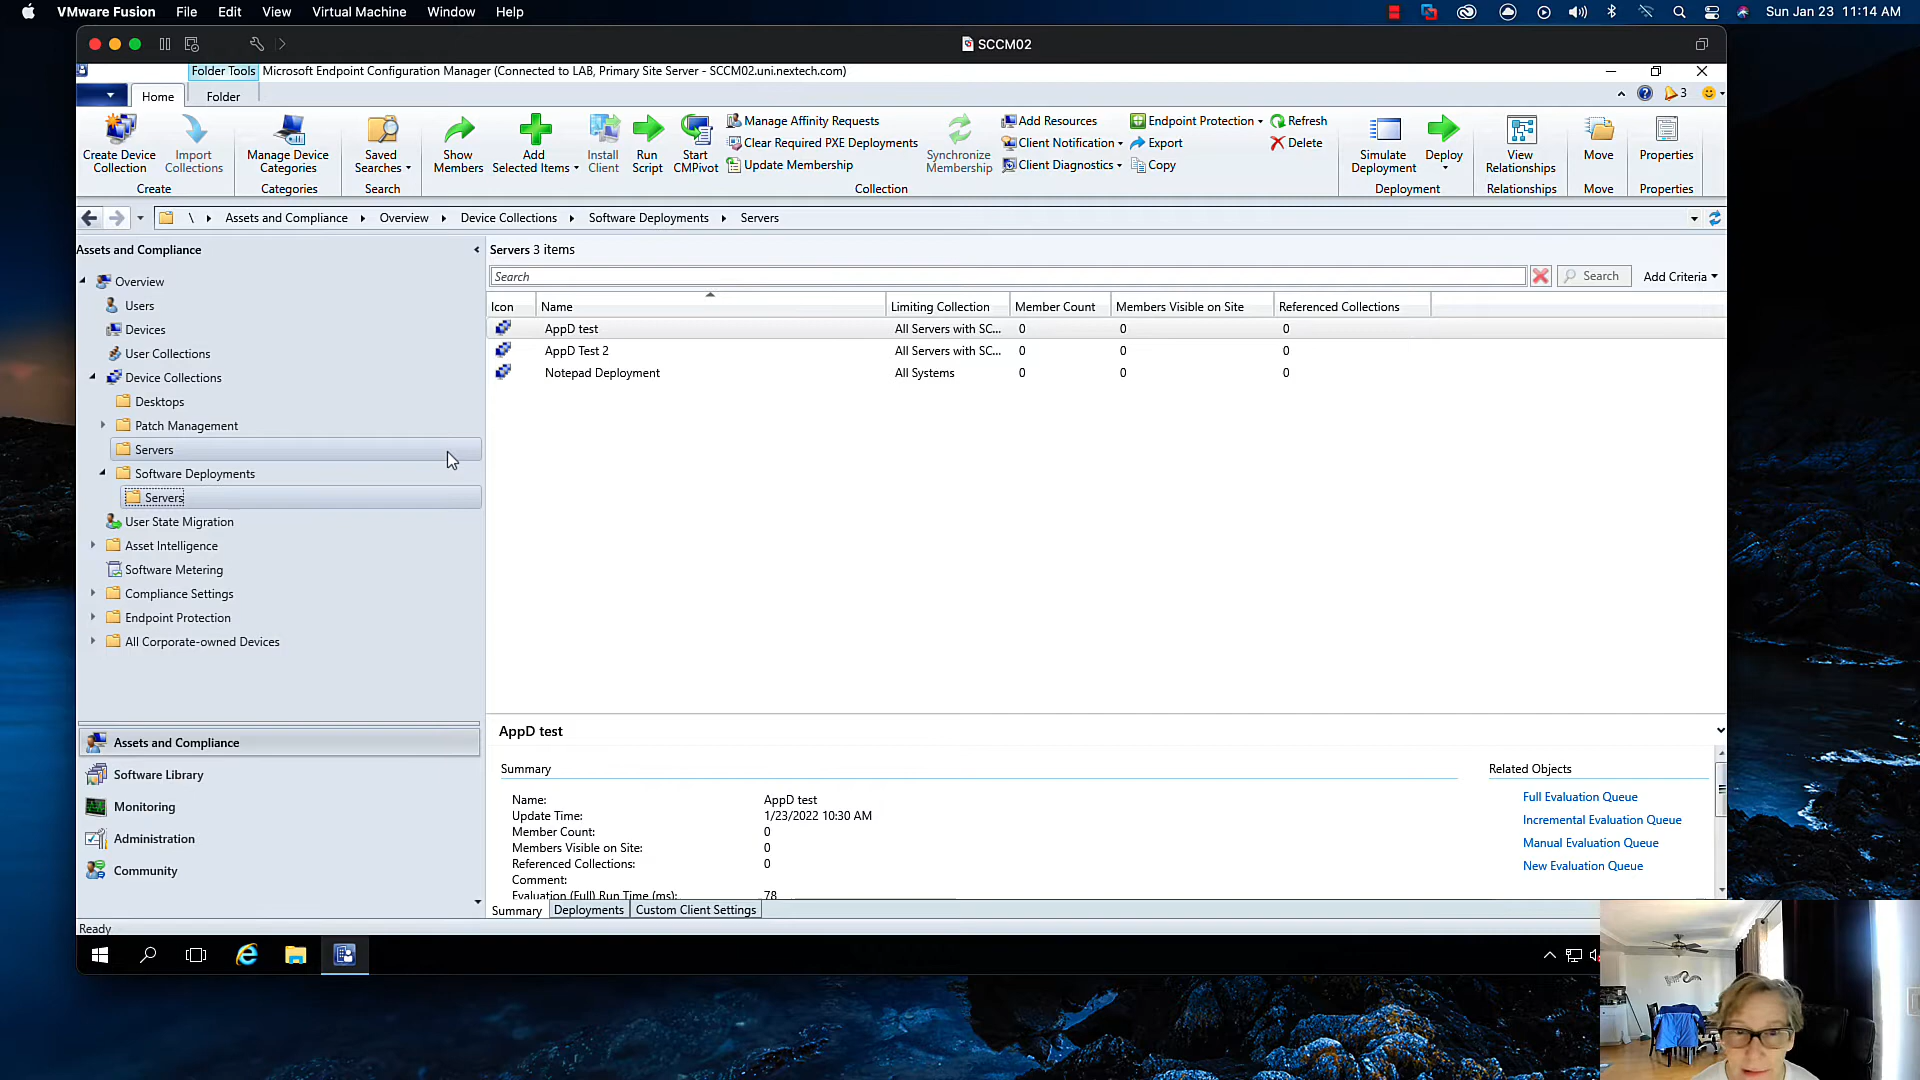 VMware Fusion File Edit View Virtual Machine Window Help Sun Jan 23 11:14 AM
SCCM02
Folder Tools Microsoft Endpoint Configuration Manager (Connected to LAB, Primary Site Server - SCCM02.uni.nextech.com)
Home Folder 3
Create Device Collection
Import Collections
Create
Manage Device Categories
Categories
Saved Searches
Search
Show Members
Add Selected Items
Install Client
Run Script
Start CMPivot
Manage Affinity Requests
Clear Required PXE Deployments
Update Membership
Synchronize Membership
Add Resources
Client Notification
Client Diagnostics
Endpoint Protection
Export
Copy
Refresh
Delete
Collection
Simulate Deployment
Deploy
Deployment
View Relationships
Relationships
Move
Move
Properties
Properties
\ Assets and Compliance Overview Device Collections Software Deployments Servers
Assets and Compliance
Overview
Users
Devices
User Collections
Device Collections
Desktops
Patch Management
Servers
Software Deployments
Servers
User State Migration
Asset Intelligence
Software Metering
Compliance Settings
Endpoint Protection
All Corporate-owned Devices
Assets and Compliance
Software Library
Monitoring
Administration
Community
Servers 3 items
Search Search Add Criteria
Icon Name Limiting Collection Member Count Members Visible on Site Referenced Collections
AppD test All Servers with SC... 0 0 0
AppD Test 2 All Servers with SC... 0 0 0
Notepad Deployment All Systems 0 0 0
AppD test
Summary
Name: AppD test
Update Time: 1/23/2022 10:30 AM
Member Count: 0
Members Visible on Site: 0
Referenced Collections: 0
Comment:
Evaluation (Full) Run Time (ms): 78
Related Objects
Full Evaluation Queue
Incremental Evaluation Queue
Manual Evaluation Queue
New Evaluation Queue
Summary Deployments Custom Client Settings
Ready